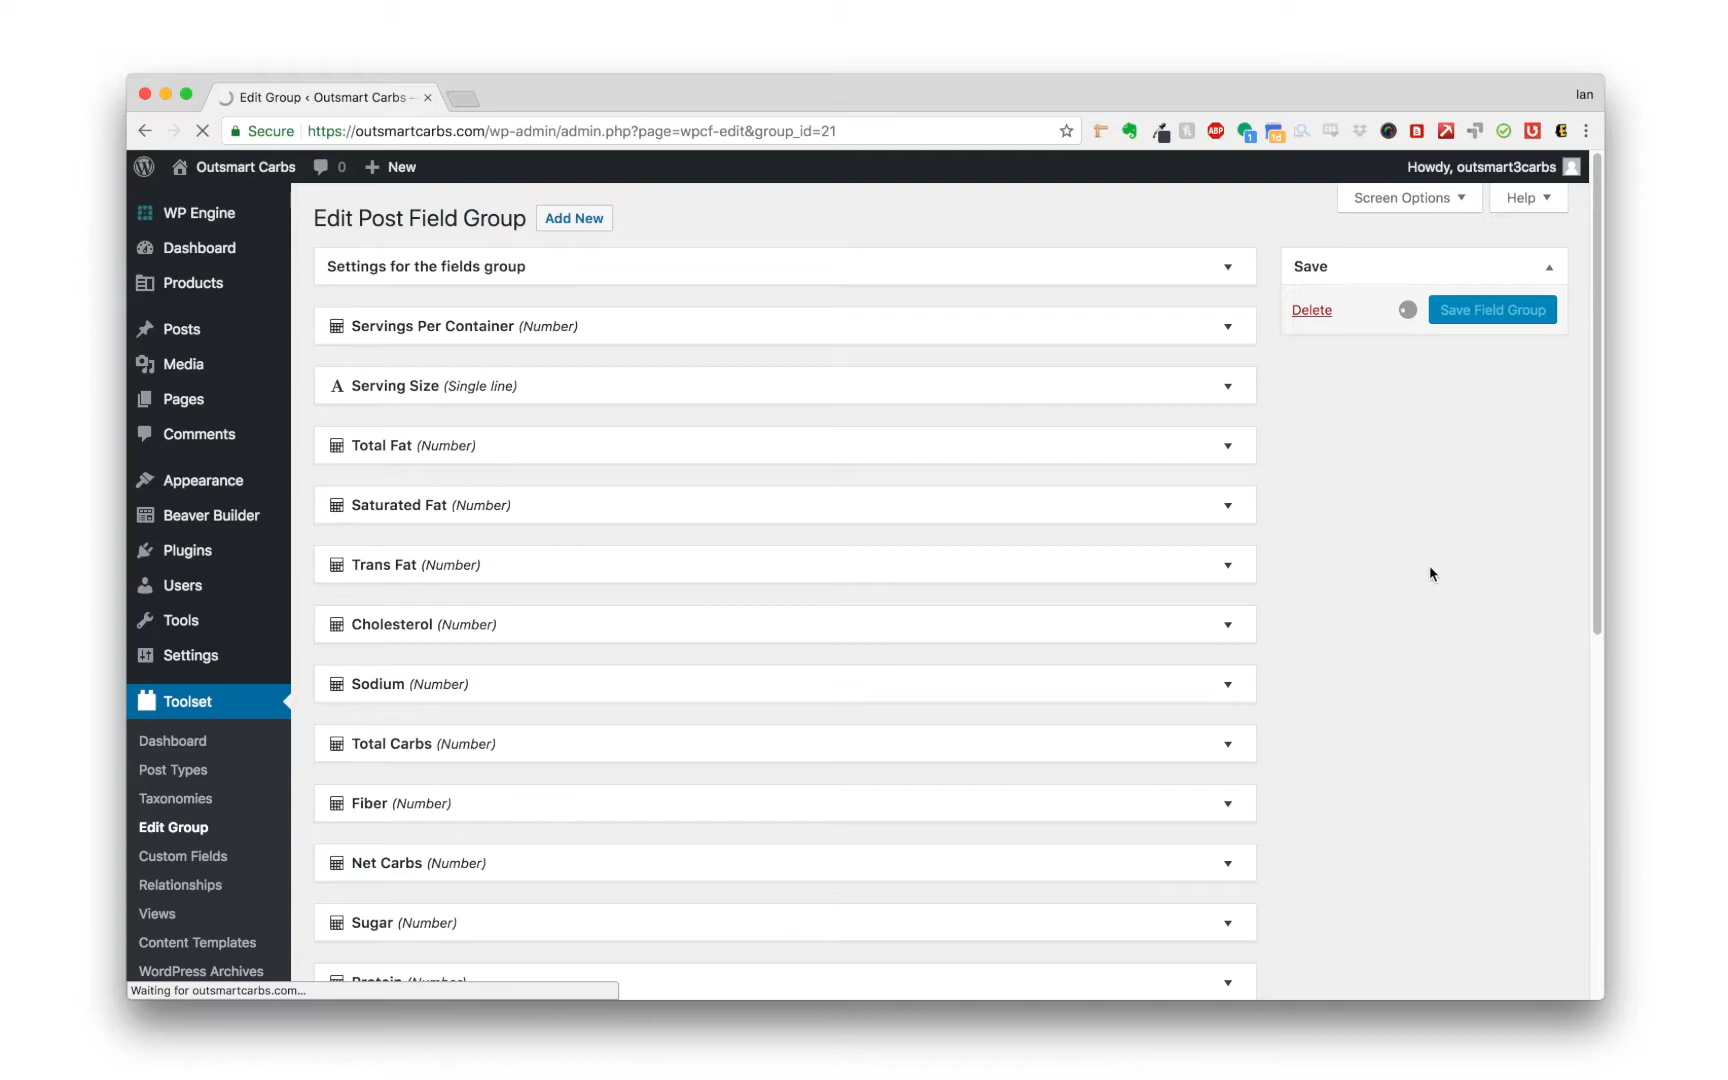 Edit Group ‹ Outsmart Carbs –
Ian
Secure https://outsmartcarbs.com/wp-admin/admin.php?page=wpcf-edit&group_id=21
ABP
1
1d
Outsmart Carbs 0 New
Howdy, outsmart3carbs
WP Engine
Dashboard
Products
Posts
Media
Pages
Comments
Appearance
Beaver Builder
Plugins
Users
Tools
Settings
Toolset
Dashboard
Post Types
Taxonomies
Edit Group
Custom Fields
Relationships
Views
Content Templates
WordPress Archives
Waiting for outsmartcarbs.com...
Screen Options
Help
Edit Post Field Group Add New
Settings for the fields group
Servings Per Container (Number)
A Serving Size (Single line)
Total Fat (Number)
Saturated Fat (Number)
Trans Fat (Number)
Cholesterol (Number)
Sodium (Number)
Total Carbs (Number)
Fiber (Number)
Net Carbs (Number)
Sugar (Number)
Protein (Number)
Save
Delete
Save Field Group